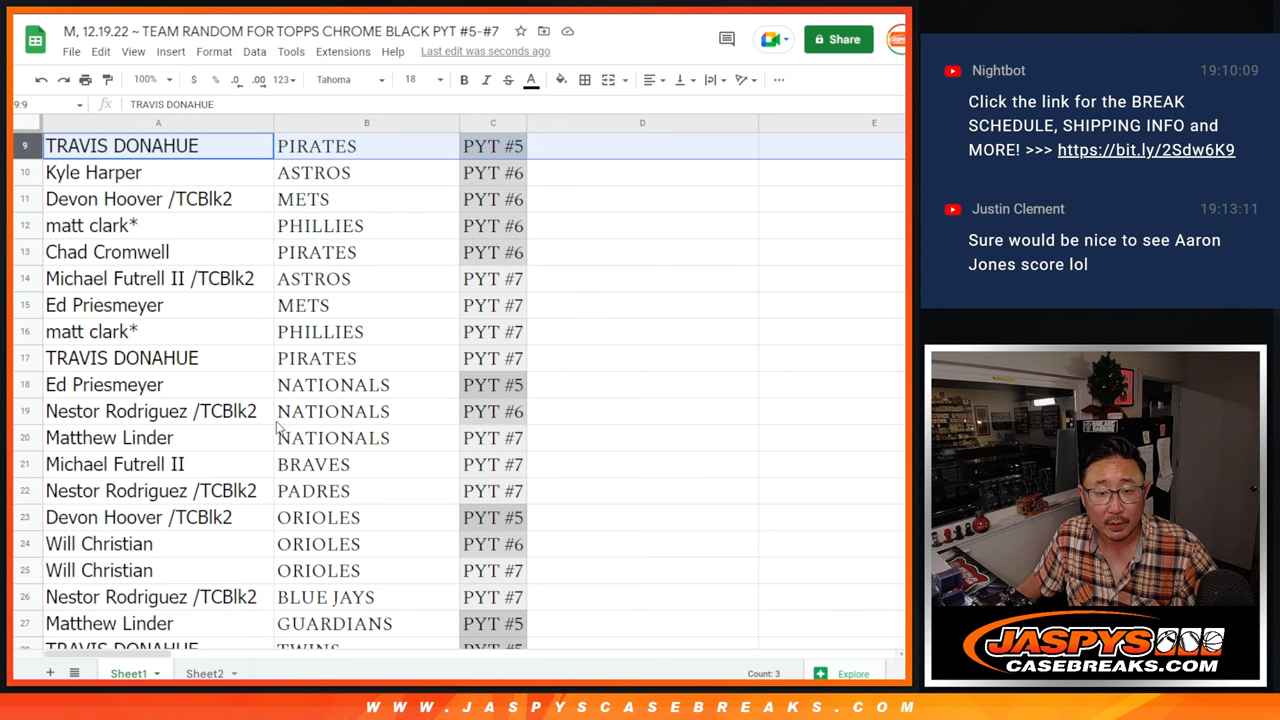 M, 12.19.22 ~ TEAM RANDOM FOR TOPPS CHROME BLACK PYT #5-#7
File Edit View Insert Format Data Tools Extensions Help Last edit was seconds ago
Share
100% $ % .0 .00 123 Tahoma 18 B I S A
9:9 fx TRAVIS DONAHUE
A B C D E
9 TRAVIS DONAHUE PIRATES PYT #5
10 Kyle Harper ASTROS PYT #6
11 Devon Hoover /TCBlk2 METS PYT #6
12 matt clark* PHILLIES PYT #6
13 Chad Cromwell PIRATES PYT #6
14 Michael Futrell II /TCBlk2 ASTROS PYT #7
15 Ed Priesmeyer METS PYT #7
16 matt clark* PHILLIES PYT #7
17 TRAVIS DONAHUE PIRATES PYT #7
18 Ed Priesmeyer NATIONALS PYT #5
19 Nestor Rodriguez /TCBlk2 NATIONALS PYT #6
20 Matthew Linder NATIONALS PYT #7
21 Michael Futrell II BRAVES PYT #7
22 Nestor Rodriguez /TCBlk2 PADRES PYT #7
23 Devon Hoover /TCBlk2 ORIOLES PYT #5
24 Will Christian ORIOLES PYT #6
25 Will Christian ORIOLES PYT #7
26 Nestor Rodriguez /TCBlk2 BLUE JAYS PYT #7
27 Matthew Linder GUARDIANS PYT #5
TRAVIS DONAHUE TWINS PYT #5
Sheet1 Sheet2 Count: 3 Explore
Nightbot 19:10:09
Click the link for the BREAK
SCHEDULE, SHIPPING INFO and
MORE! >>> https://bit.ly/2Sdw6K9
Justin Clement 19:13:11
Sure would be nice to see Aaron
Jones score lol
JASPYS
CASEBREAKS.COM
WWW.JASPYSCASEBREAKS.COM